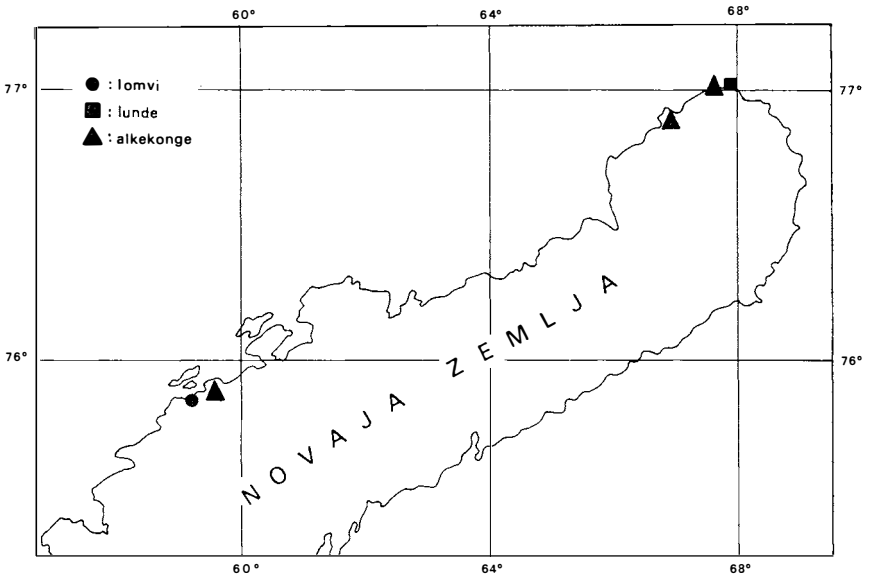 60° 64° 68°
77° 77°
: lomvi
: lunde
: alkekonge
NOVAJA ZEMLJA
76° 76°
60° 64° 68°